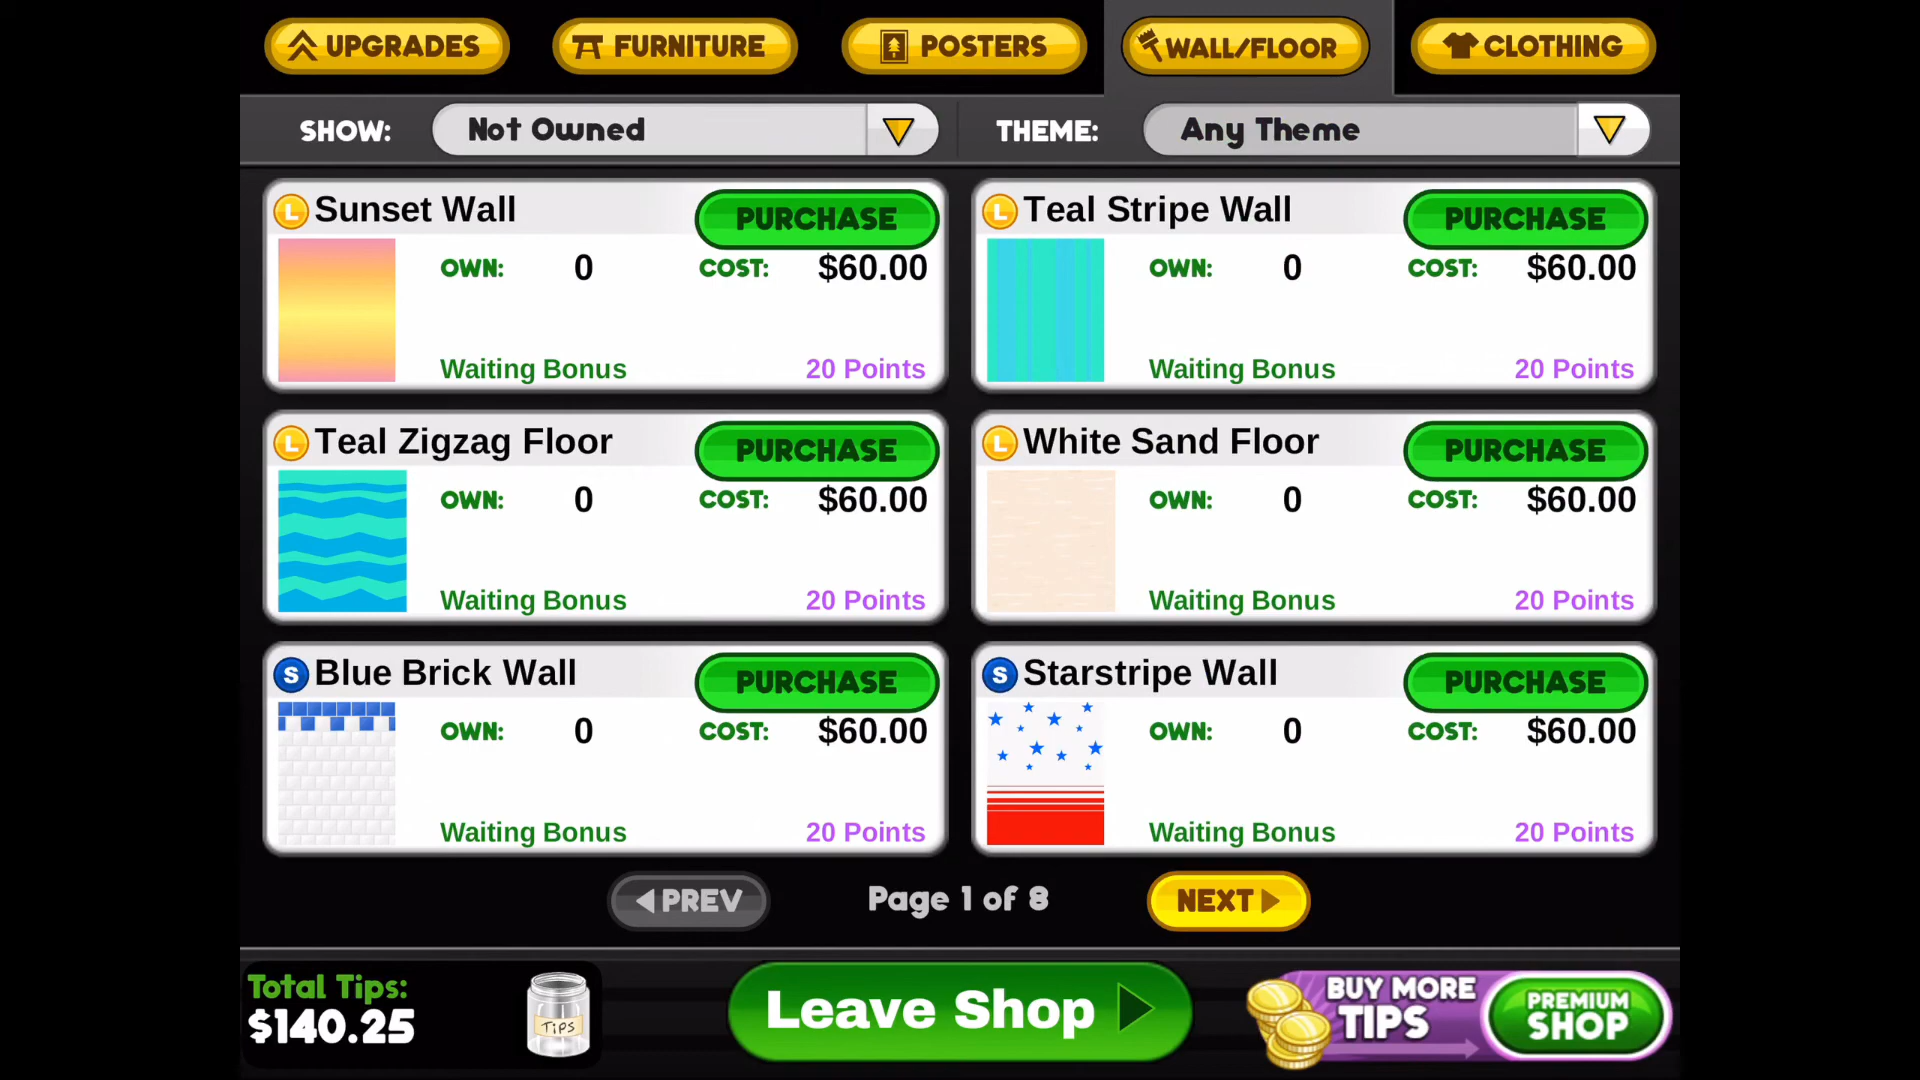 UPGRADES
FURNITURE
POSTERS
WALL/FLOOR
CLOTHING
SHOW: Not Owned
THEME: Any Theme
L Sunset Wall PURCHASE
OWN: 0 COST: $60.00
Waiting Bonus 20 Points
L Teal Stripe Wall PURCHASE
OWN: 0 COST: $60.00
Waiting Bonus 20 Points
L Teal Zigzag Floor PURCHASE
OWN: 0 COST: $60.00
Waiting Bonus 20 Points
L White Sand Floor PURCHASE
OWN: 0 COST: $60.00
Waiting Bonus 20 Points
S Blue Brick Wall PURCHASE
OWN: 0 COST: $60.00
Waiting Bonus 20 Points
S Starstripe Wall PURCHASE
OWN: 0 COST: $60.00
Waiting Bonus 20 Points
PREV
Page 1 of 8
NEXT
Total Tips:
$140.25
TIPS
Leave Shop
BUY MORE
TIPS
PREMIUM
SHOP